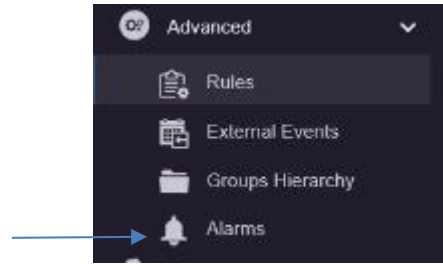 Advanced
Rules
External Events
Groups Hierarchy
Alarms